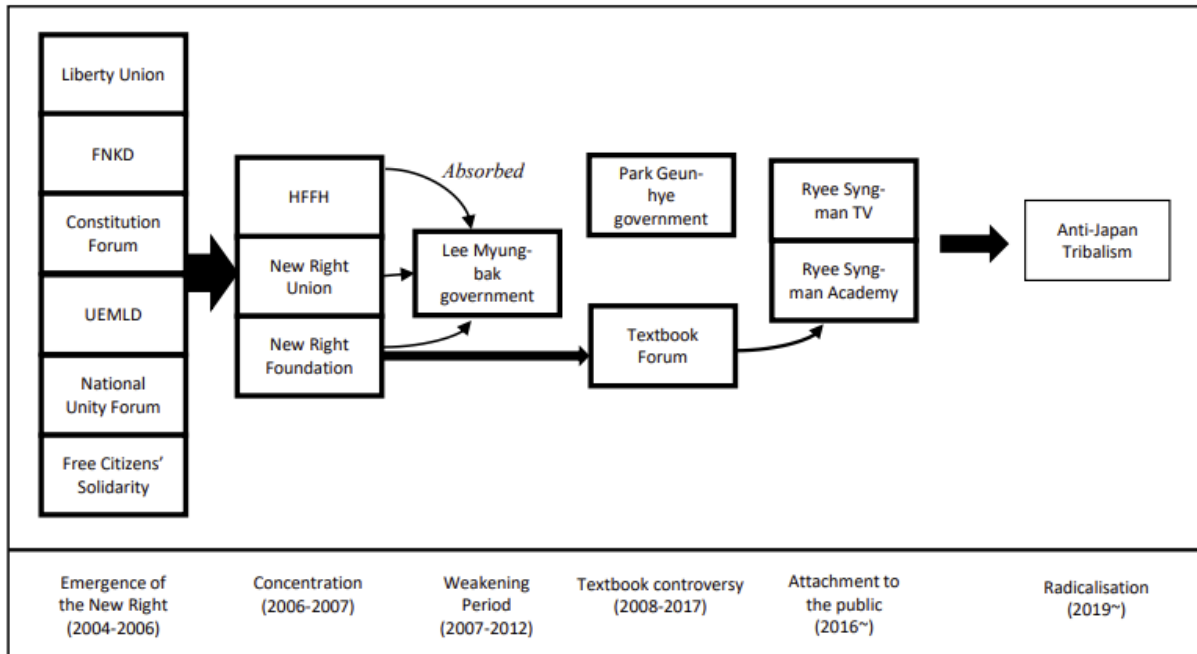 Liberty Union
FNKD
Constitution
Forum
UEMLD
National
Unity Forum
Free Citizens'
Solidarity
HFFH
New Right
Union
New Right
Foundation
Absorbed
Lee Myung-
bak
government
Park Geun-
hye
government
Textbook
Forum
Ryee Syng-
man TV
Ryee Syng-
man Academy
Anti-Japan
Tribalism
Emergence of
the New Right
(2004-2006)
Concentration
(2006-2007)
Weakening
Period
(2007-2012)
Textbook controversy
(2008-2017)
Attachment to
the public
(2016~)
Radicalisation
(2019~)